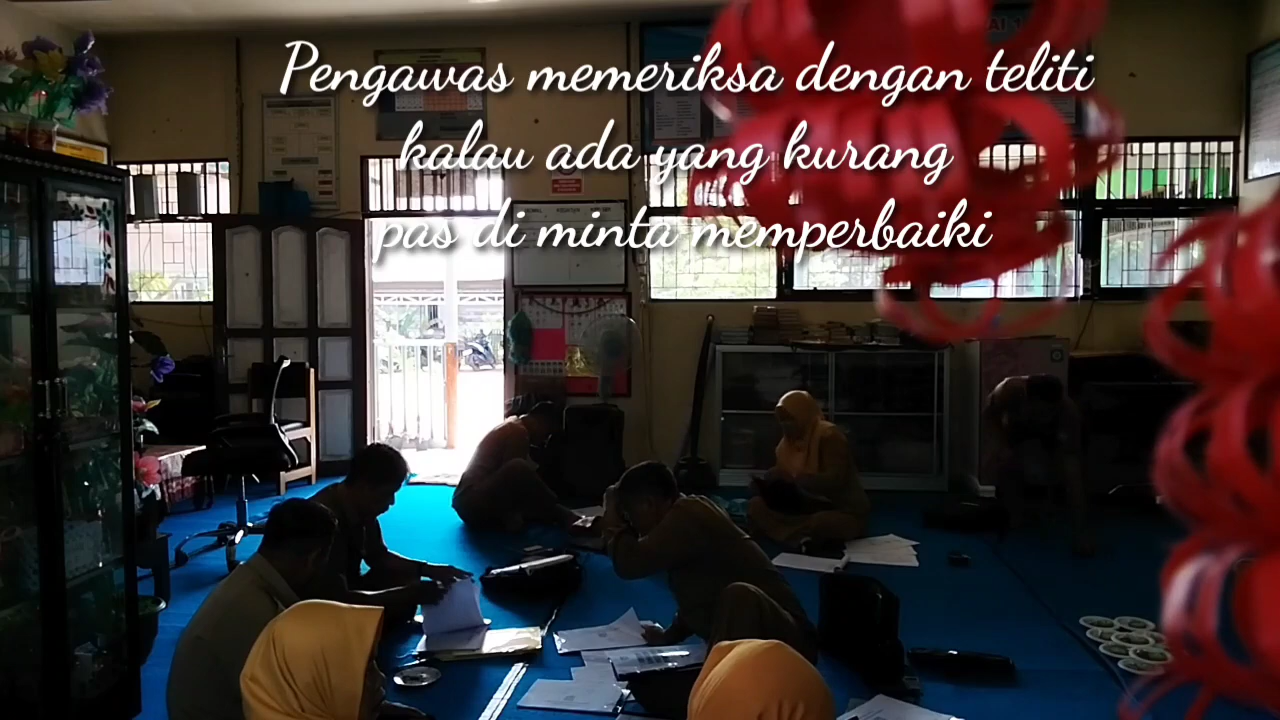 Pengawas memeriksa dengan teliti
kalau ada yang kurang
pas di minta memperbaiki